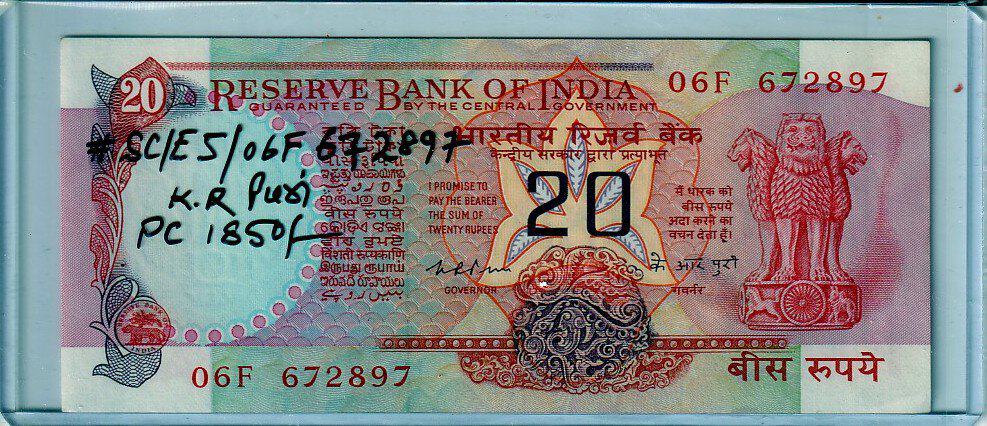 20
RESERVE BANK OF INDIA
GUARANTEED BY THE CENTRAL GOVERNMENT
06F 672897
भारतीय रिज़र्व बैंक
केन्द्रीय सरकार द्वारा प्रत्याभूत
# SC/E5/06F 672897
K.R Puri
PC 1850/-
I PROMISE TO
PAY THE BEARER
THE SUM OF
TWENTY RUPEES
20
मैं धारक को
बीस रुपये
अदा करने का
वचन देता हूँ।
बीस रूपये
के आर पुरी
GOVERNOR
गवर्नर
06F 672897
बीस रुपये